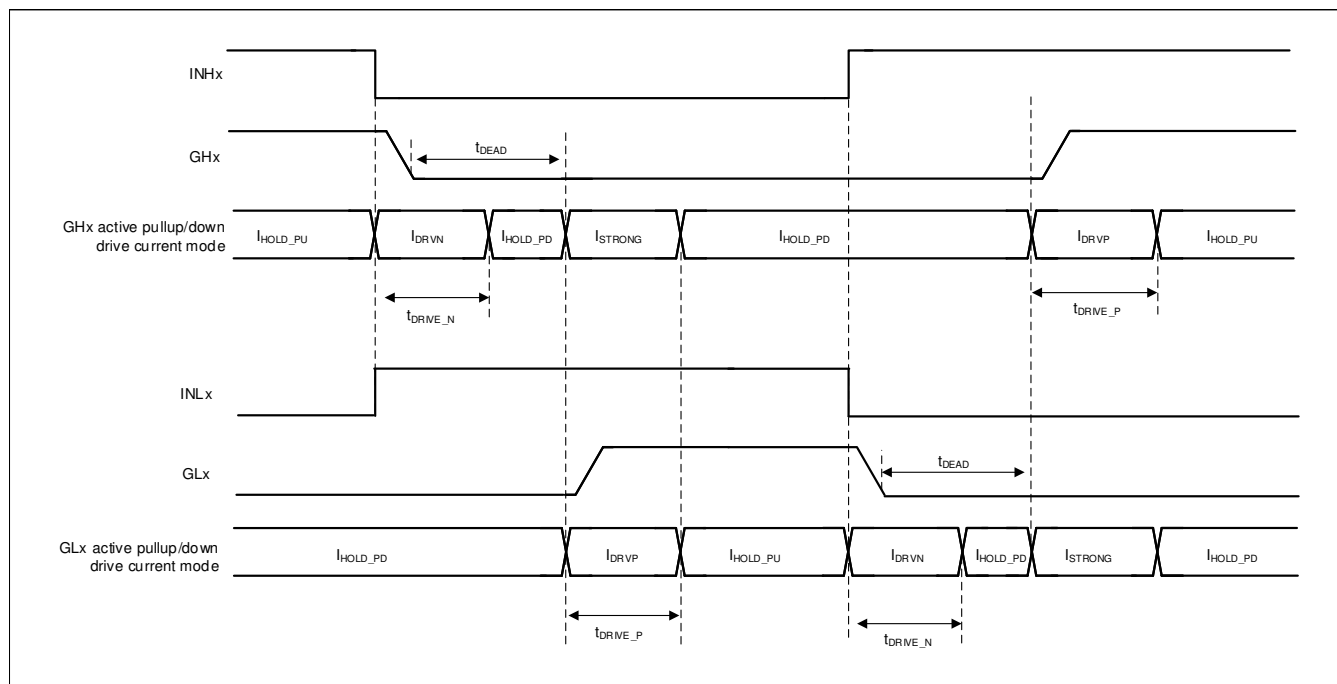 INHx
GHx
tDEAD
GHx active pullup/down
drive current mode
IHOLD_PU IDRVN IHOLD_PD ISTRONG IHOLD_PD IDRVP IHOLD_PU
tDRIVE_N tDRIVE_P
INLx
GLx
tDEAD
GLx active pullup/down
drive current mode
IHOLD_PD IDRVP IHOLD_PU IDRVN IHOLD_PD ISTRONG IHOLD_PD
tDRIVE_P tDRIVE_N